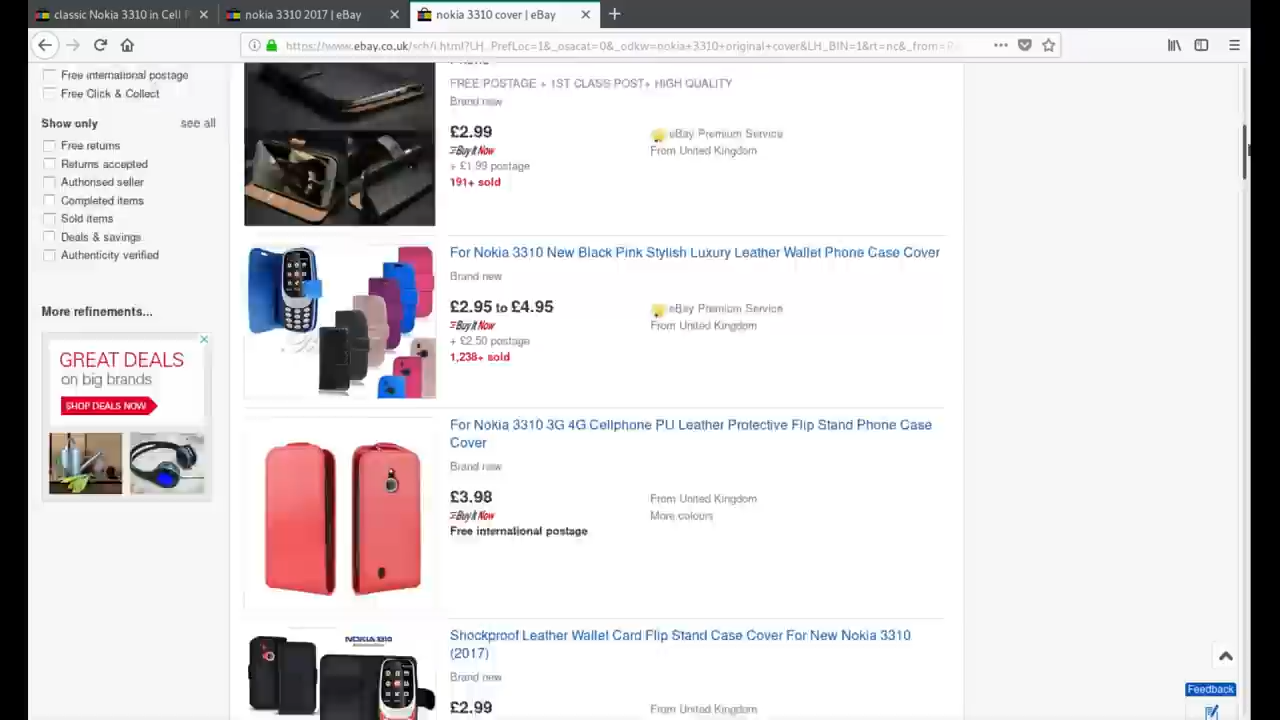 classic Nokia 3310 in Cell
nokia 3310 2017 | eBay
nokia 3310 cover | eBay
https://www.ebay.co.uk/sch/i.html?LH_PrefLoc=1&_osacat=0&_odkw=nokia+3310+original+cover&LH_BIN=1&rt=nc&_from=R
Free international postage
Free Click & Collect
Show only
see all
Free returns
Returns accepted
Authorised seller
Completed items
Sold items
Deals & savings
Authenticity verified
More refinements...
GREAT DEALS
on big brands
SHOP DEALS NOW
FREE POSTAGE + 1ST CLASS POST+ HIGH QUALITY
Brand new
£2.99
Buy It Now
+ £1.99 postage
191+ sold
eBay Premium Service
From United Kingdom
For Nokia 3310 New Black Pink Stylish Luxury Leather Wallet Phone Case Cover
Brand new
£2.95 to £4.95
Buy It Now
+ £2.50 postage
1,238+ sold
eBay Premium Service
From United Kingdom
For Nokia 3310 3G 4G Cellphone PU Leather Protective Flip Stand Phone Case
Cover
Brand new
£3.98
Buy It Now
Free international postage
From United Kingdom
More colours
NOKIA 3310
Shockproof Leather Wallet Card Flip Stand Case Cover For New Nokia 3310
(2017)
Brand new
£2.99
From United Kingdom
Feedback